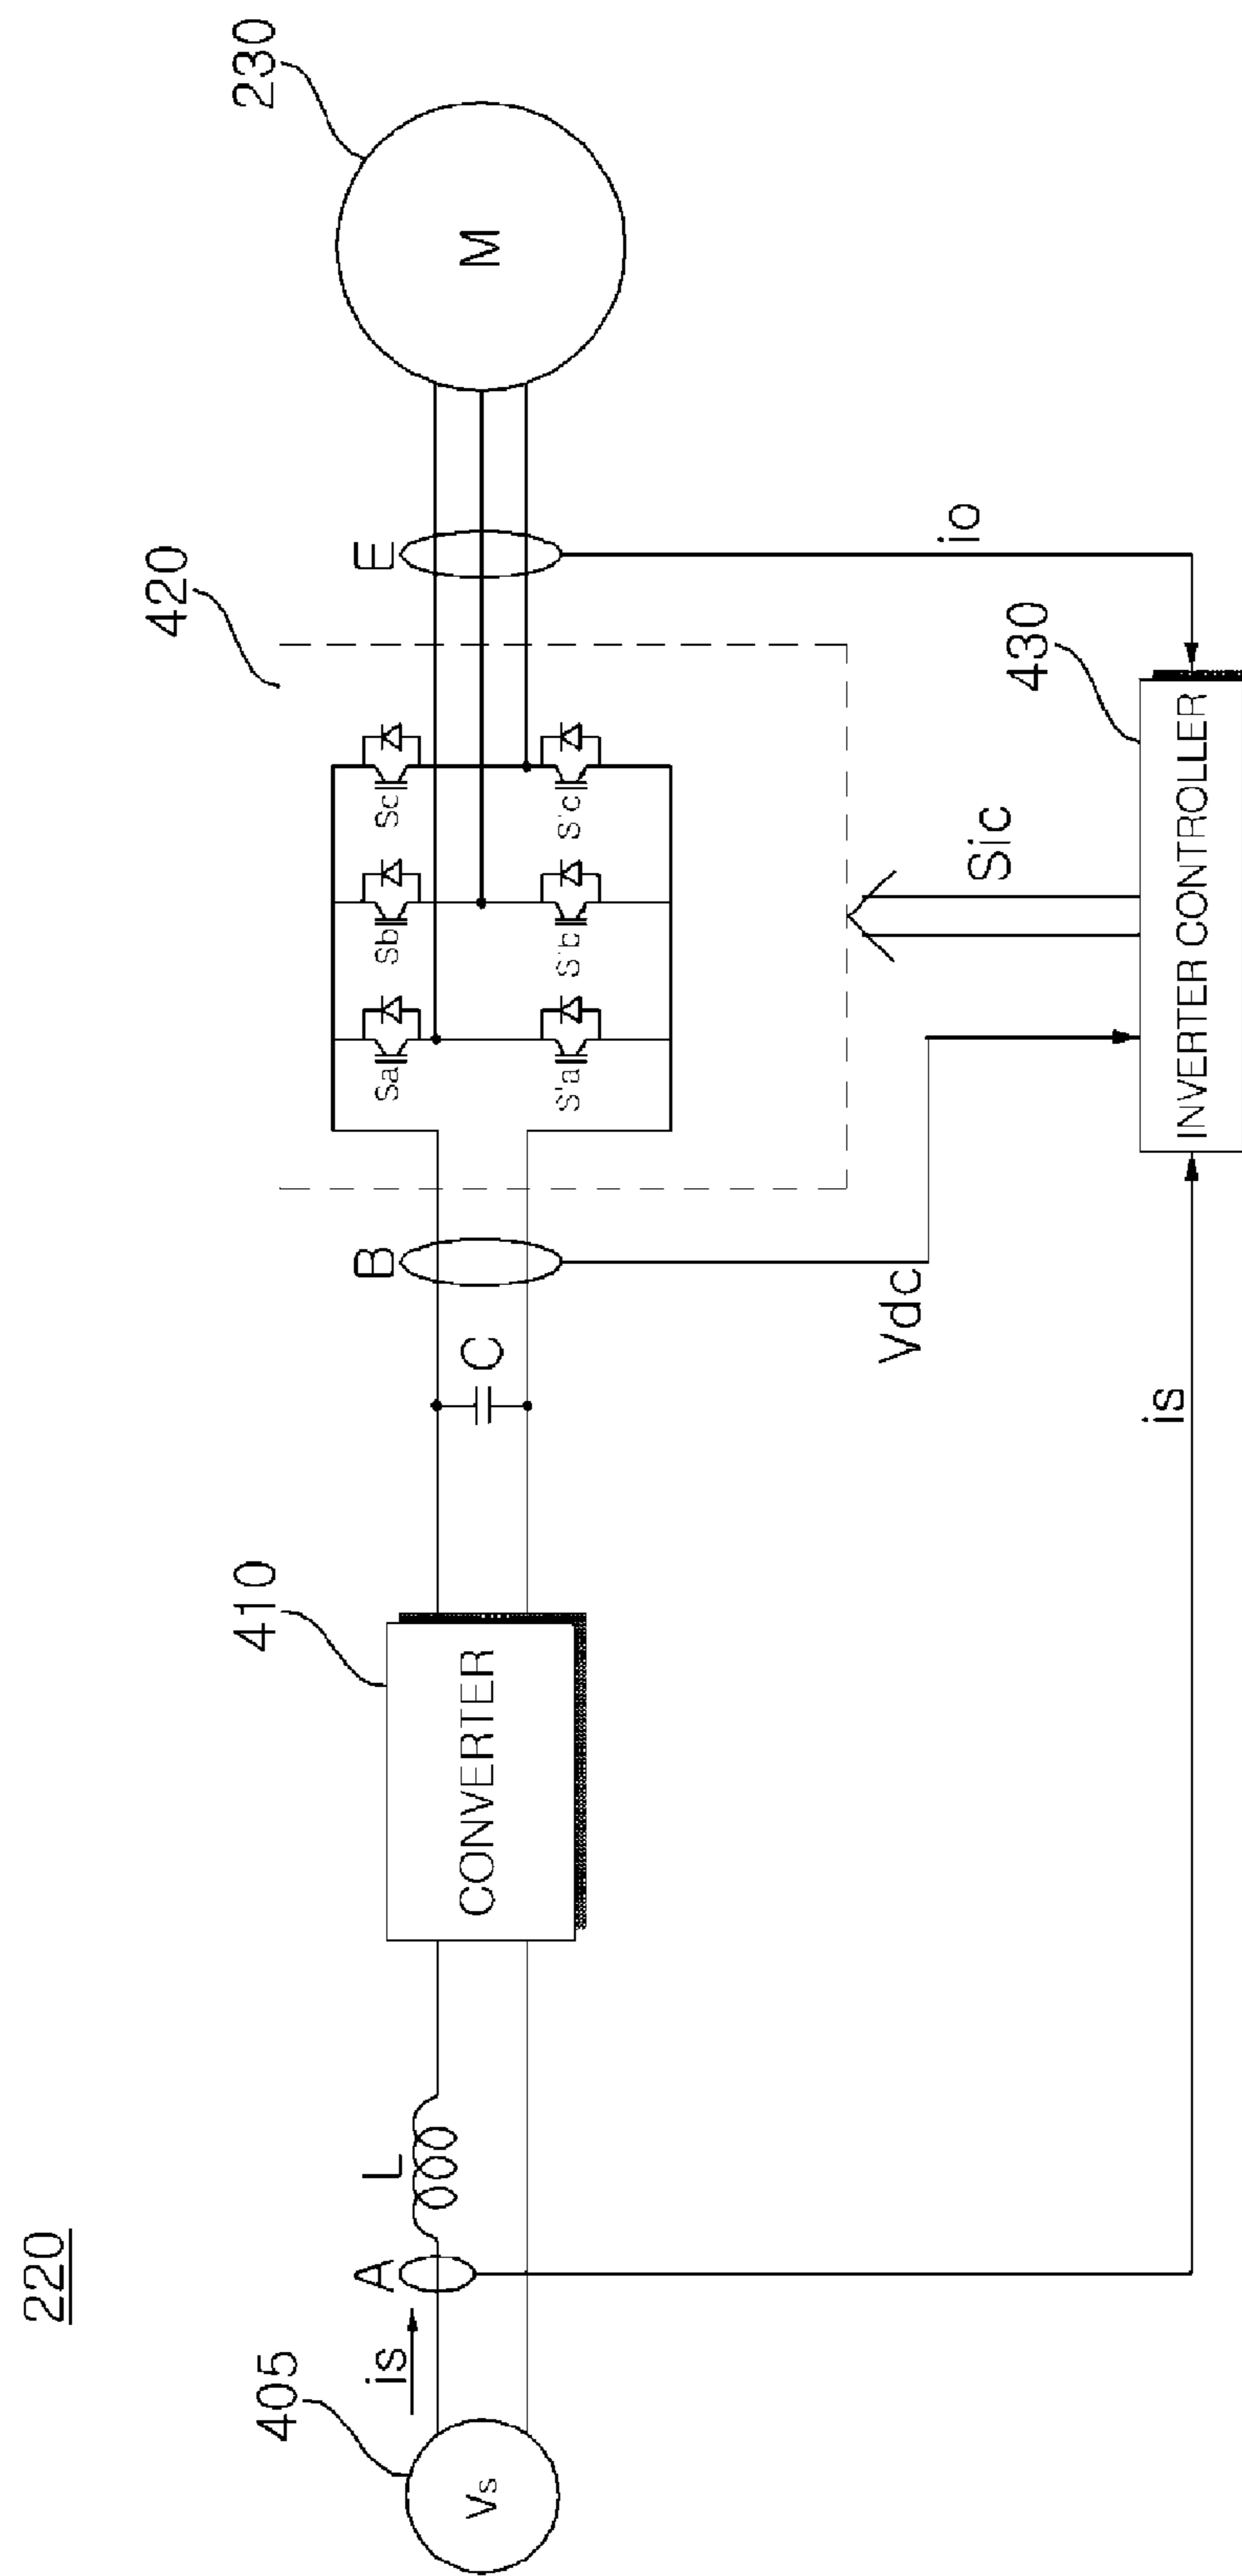 220
405
Vs
is
A
L
410
CONVERTER
C
B
Vdc
420
Sa
Sb
Sc
S'a
S'b
S'c
E
io
230
M
is
Sic
430
INVERTER CONTROLLER